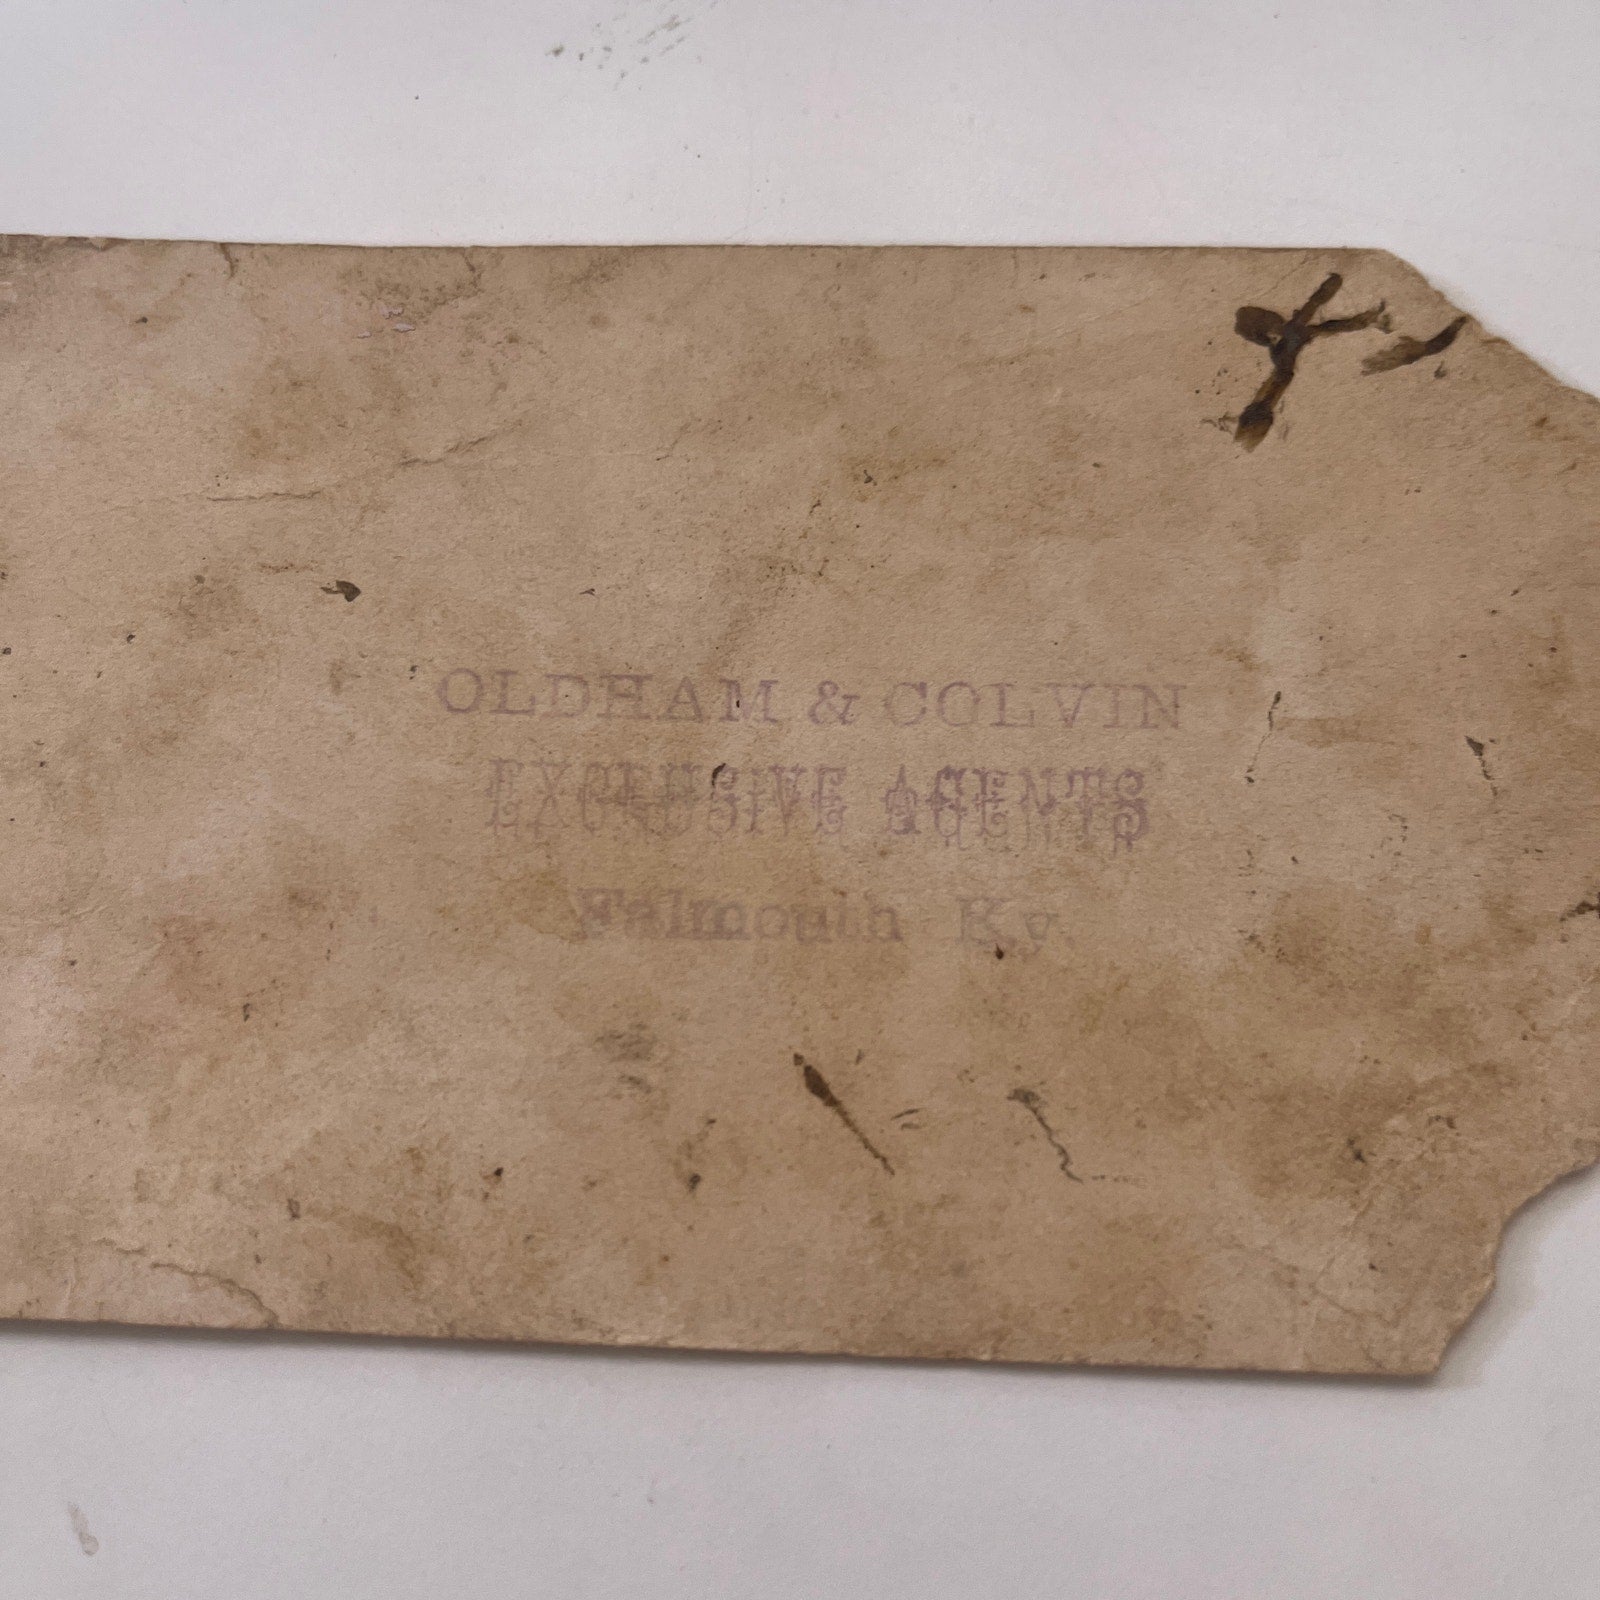 OLDHAM & COLVIN
EXCLUSIVE AGENTS
Falmouth Ky.